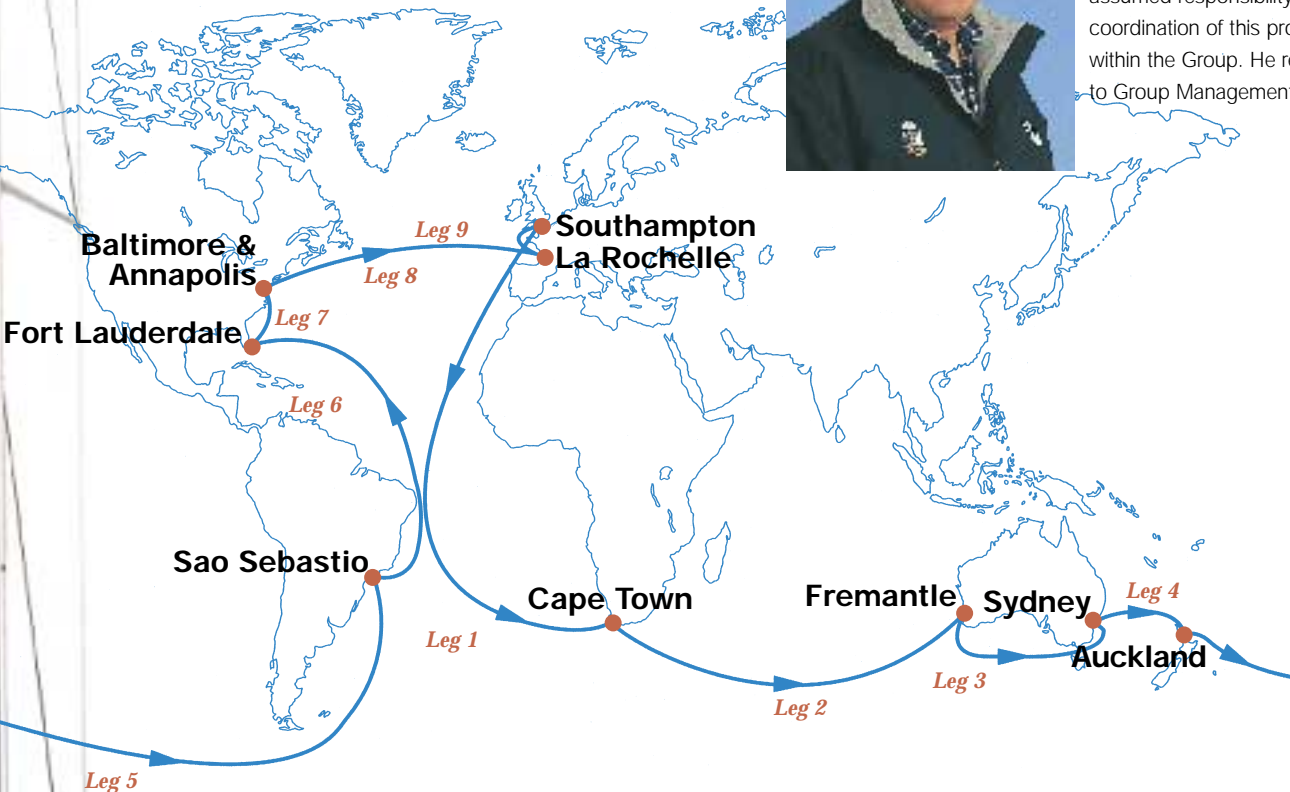 assumed responsibility
coordination of this pro
within the Group. He re
to Group Management
Leg 9
Southampton
Baltimore &
Annapolis
La Rochelle
Leg 8
Leg 7
Fort Lauderdale
Leg 6
Sao Sebastio
Cape Town
Fremantle
Sydney
Leg 4
Leg 1
Auckland
Leg 3
Leg 2
Leg 5